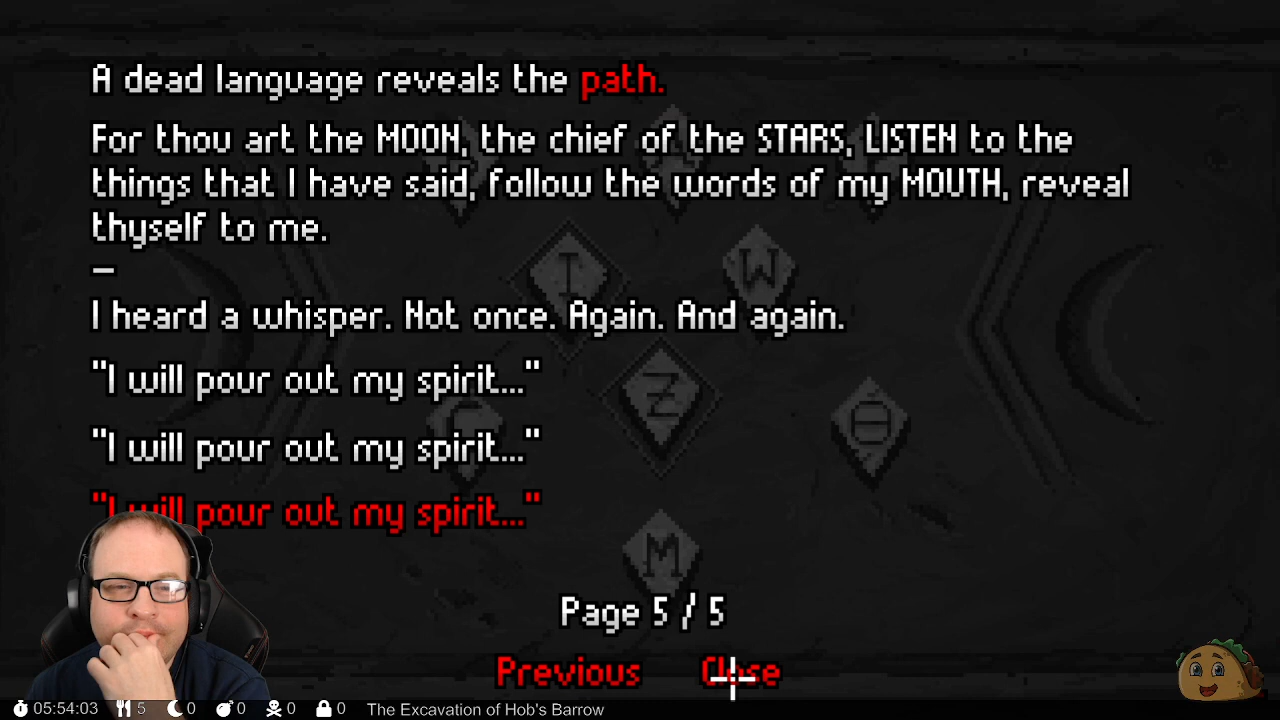 A dead language reveals the path.
For thou art the MOON, the chief of the STARS, LISTEN to the
things that I have said, follow the words of my MOUTH, reveal
thyself to me.
–
I heard a whisper. Not once. Again. And again.
"I will pour out my spirit..."
"I will pour out my spirit..."
"I will pour out my spirit..."
I W
Z
M
Page 5 / 5
Previous Close
05:54:03 5 0 0 0 0 The Excavation of Hob's Barrow